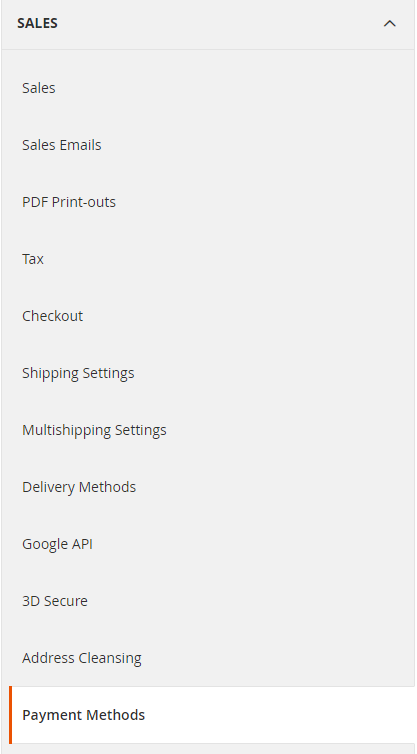 SALES
Sales
Sales Emails
PDF Print-outs
Tax
Checkout
Shipping Settings
Multishipping Settings
Delivery Methods
Google API
3D Secure
Address Cleansing
Payment Methods